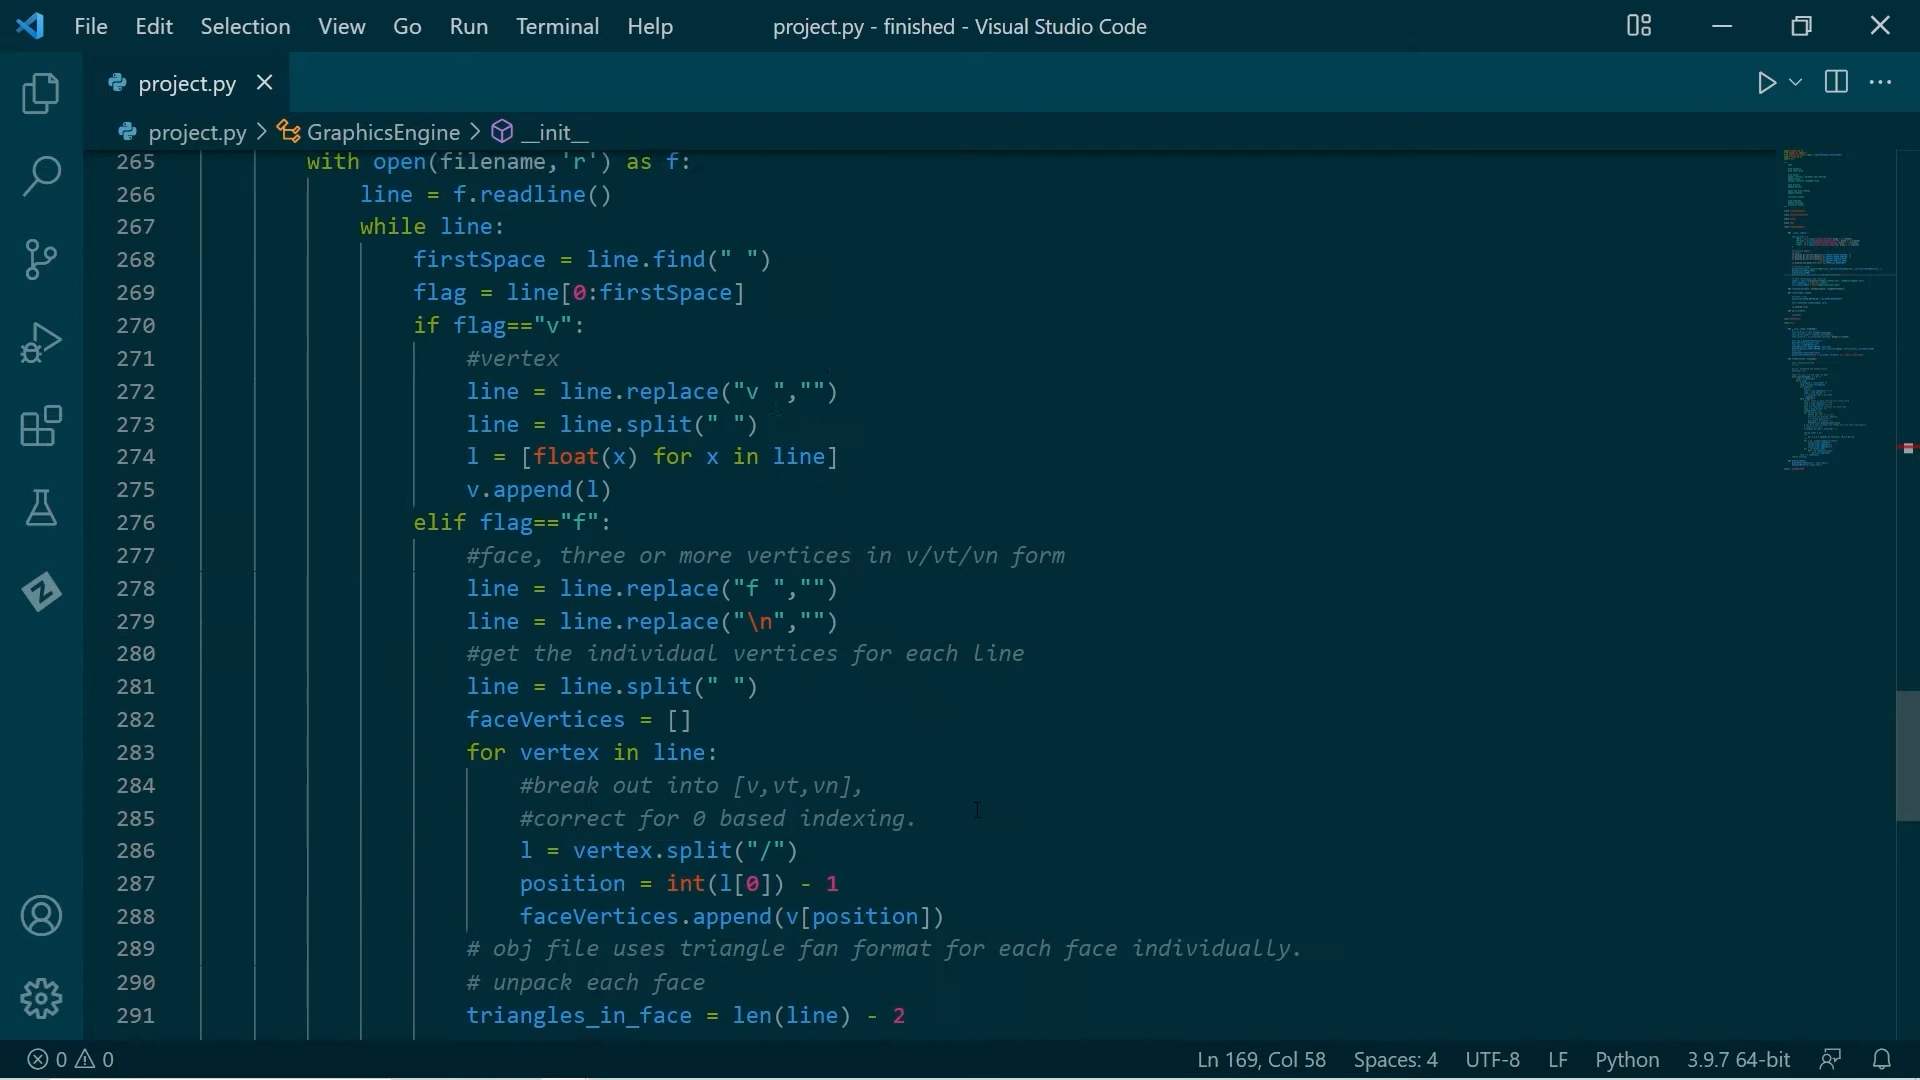 File Edit Selection View Go Run Terminal Help project.py - finished - Visual Studio Code
project.py
project.py > GraphicsEngine > __init__
265 with open(filename,'r') as f:
266 line = f.readline()
267 while line:
268 firstSpace = line.find(" ")
269 flag = line[0:firstSpace]
270 if flag=="v":
271 #vertex
272 line = line.replace("v ","")
273 line = line.split(" ")
274 l = [float(x) for x in line]
275 v.append(l)
276 elif flag=="f":
277 #face, three or more vertices in v/vt/vn form
278 line = line.replace("f ","")
279 line = line.replace("\n","")
280 #get the individual vertices for each line
281 line = line.split(" ")
282 faceVertices = []
283 for vertex in line:
284 #break out into [v,vt,vn],
285 #correct for 0 based indexing.
286 l = vertex.split("/")
287 position = int(l[0]) - 1
288 faceVertices.append(v[position])
289 # obj file uses triangle fan format for each face individually.
290 # unpack each face
291 triangles_in_face = len(line) - 2
0 0 Ln 169, Col 58 Spaces: 4 UTF-8 LF Python 3.9.7 64-bit